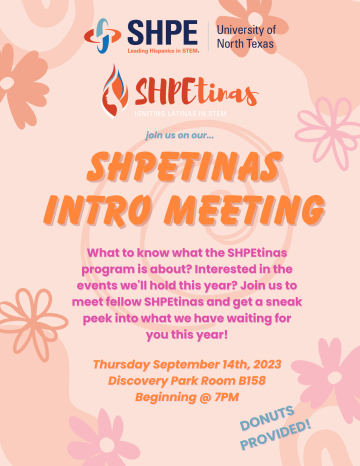 SHPE
Leading Hispanics in STEM.
University of
North Texas
SHPEtinas
IGNITING LATINAS IN STEM
join us on our...
SHPETINAS
INTRO MEETING
What to know what the SHPEtinas
program is about? Interested in the
events we'll hold this year? Join us to
meet fellow SHPEtinas and get a sneak
peek into what we have waiting for
you this year!
Thursday September 14th, 2023
Discovery Park Room B158
Beginning @ 7PM
DONUTS
PROVIDED!